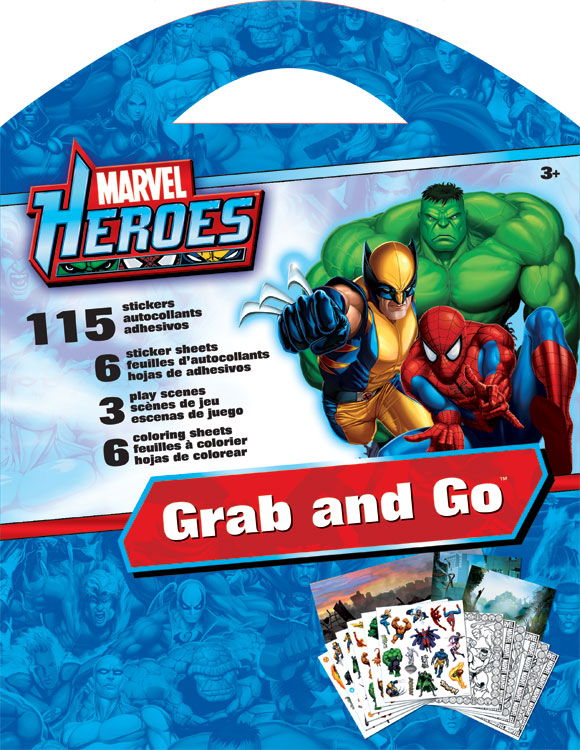 MARVEL
HEROES™
3+
115 stickers
autocollants
adhesivos
6 sticker sheets
feuilles d'autocollants
hojas de adhesivos
3 play scenes
scènes de jeu
escenas de juego
6 coloring sheets
feuilles à colorier
hojas de colorear
Grab and Go™